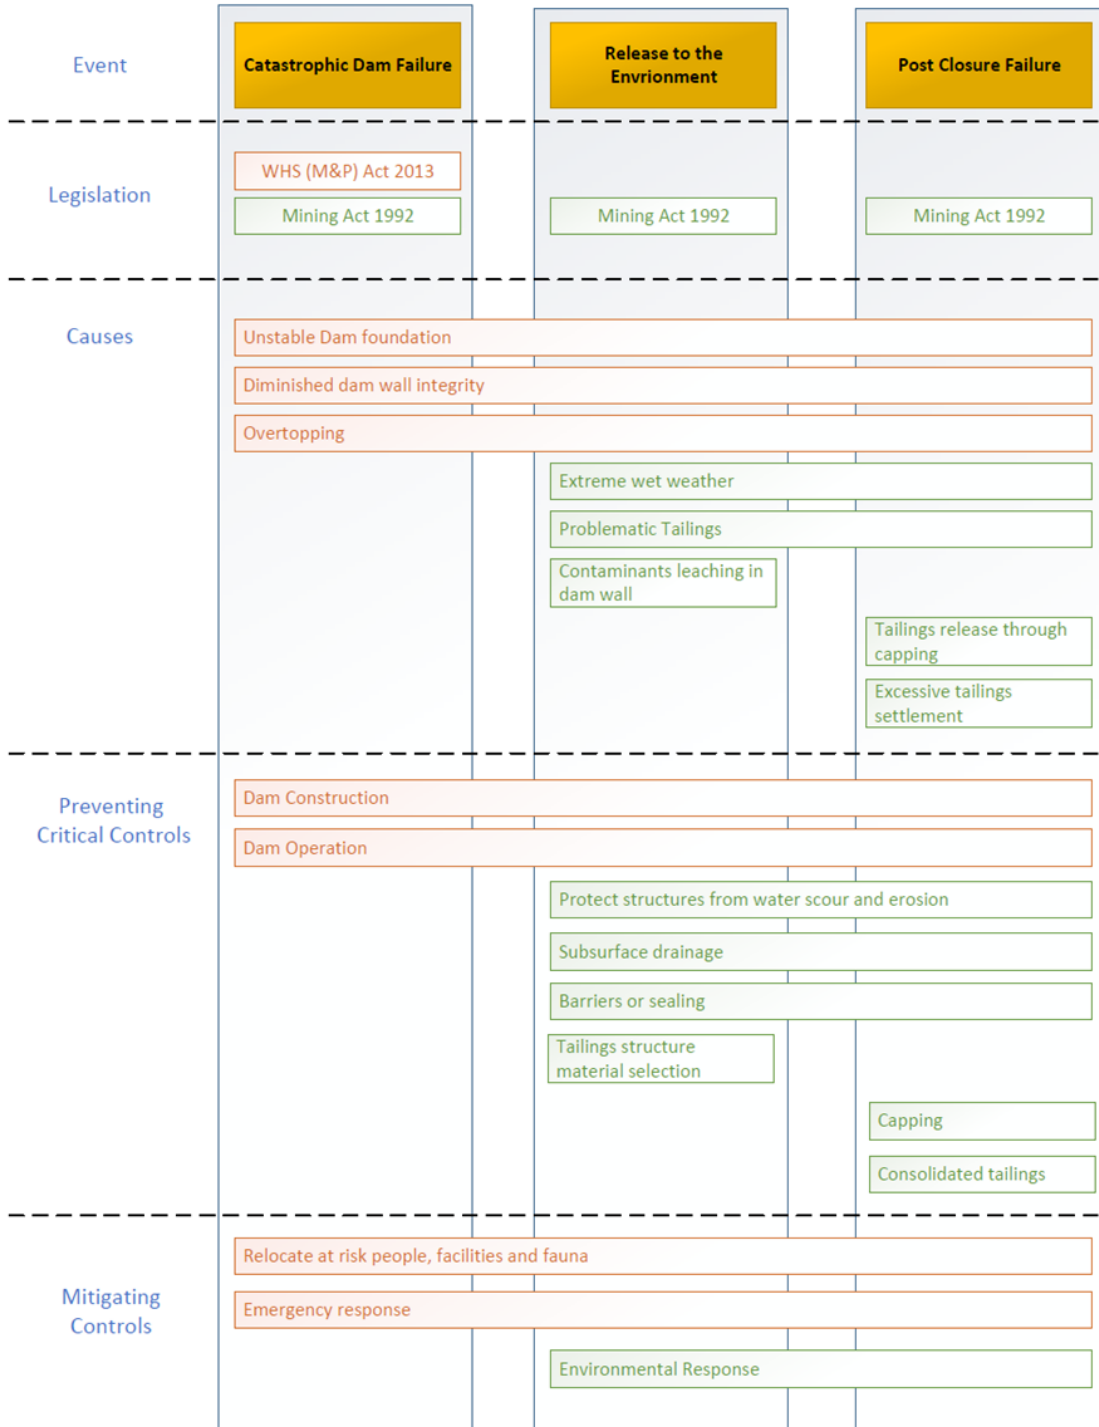 Event
Catastrophic Dam Failure
Release to the
Envrionment
Post Closure Failure
Legislation
WHS (M&P) Act 2013
Mining Act 1992
Mining Act 1992
Mining Act 1992
Causes
Unstable Dam foundation
Diminished dam wall integrity
Overtopping
Extreme wet weather
Problematic Tailings
Contaminants leaching in
dam wall
Tailings release through
capping
Excessive tailings
settlement
Preventing
Critical Controls
Dam Construction
Dam Operation
Protect structures from water scour and erosion
Subsurface drainage
Barriers or sealing
Tailings structure
material selection
Capping
Consolidated tailings
Mitigating
Controls
Relocate at risk people, facilities and fauna
Emergency response
Environmental Response